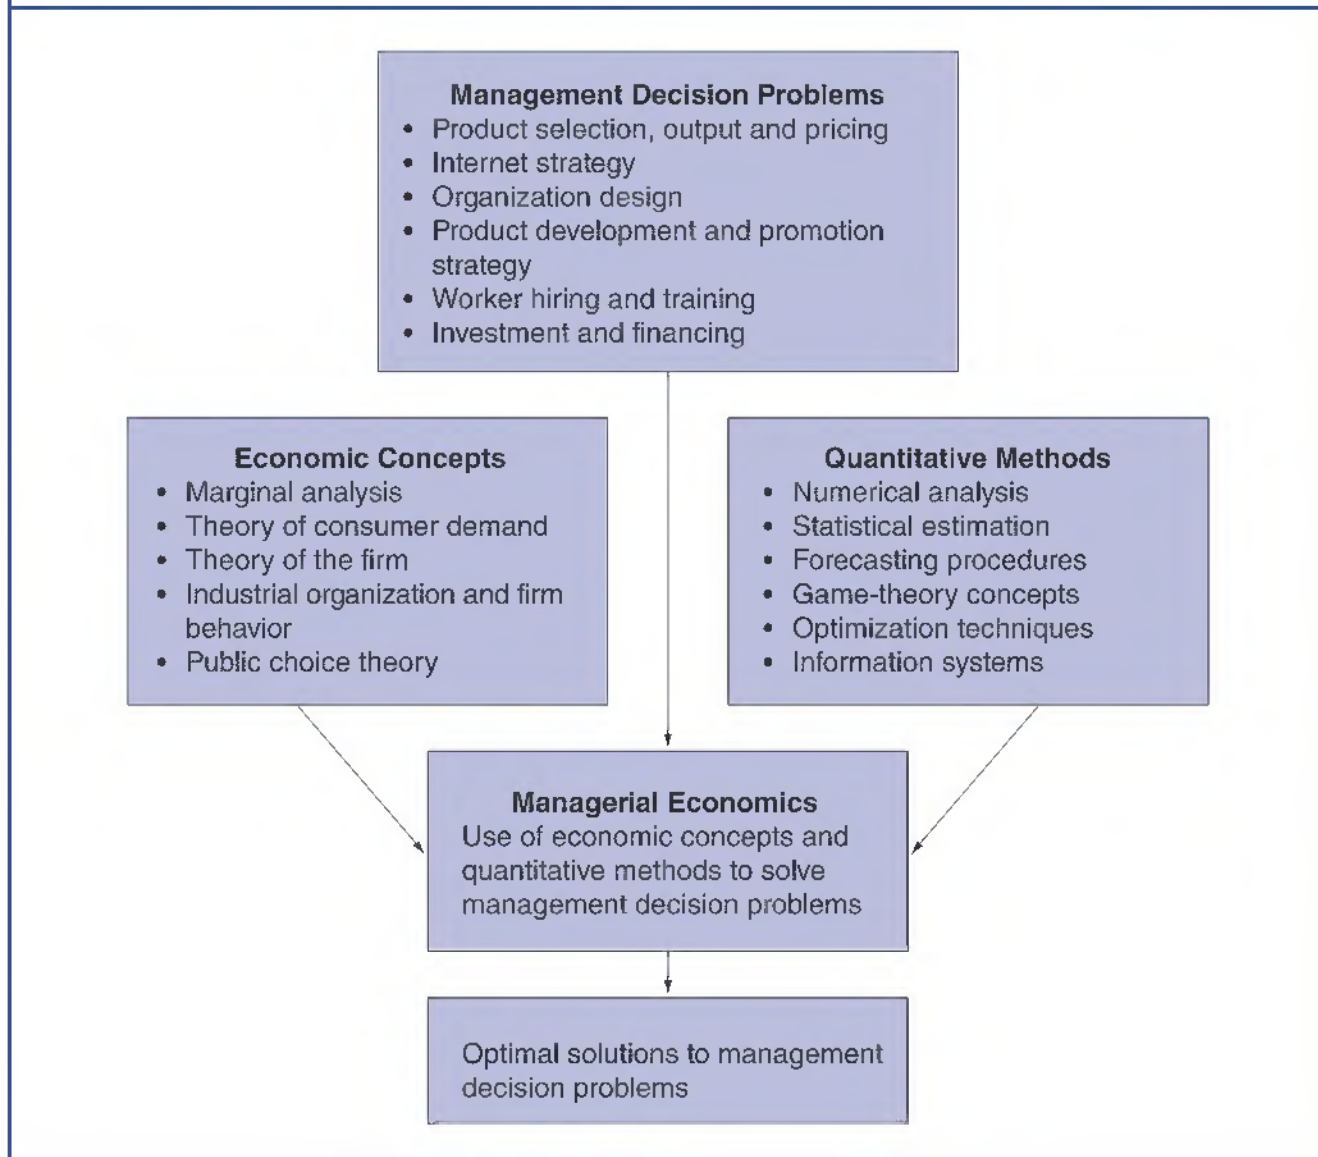 Management Decision Problems
• Product selection, output and pricing
• Internet strategy
• Organization design
• Product development and promotion
strategy
• Worker hiring and training
• Investment and financing
Economic Concepts
• Marginal analysis
• Theory of consumer demand
• Theory of the firm
• Industrial organization and firm
behavior
• Public choice theory
Quantitative Methods
• Numerical analysis
• Statistical estimation
• Forecasting procedures
• Game-theory concepts
• Optimization techniques
• Information systems
Managerial Economics
Use of economic concepts and
quantitative methods to solve
management decision problems
Optimal solutions to management
decision problems